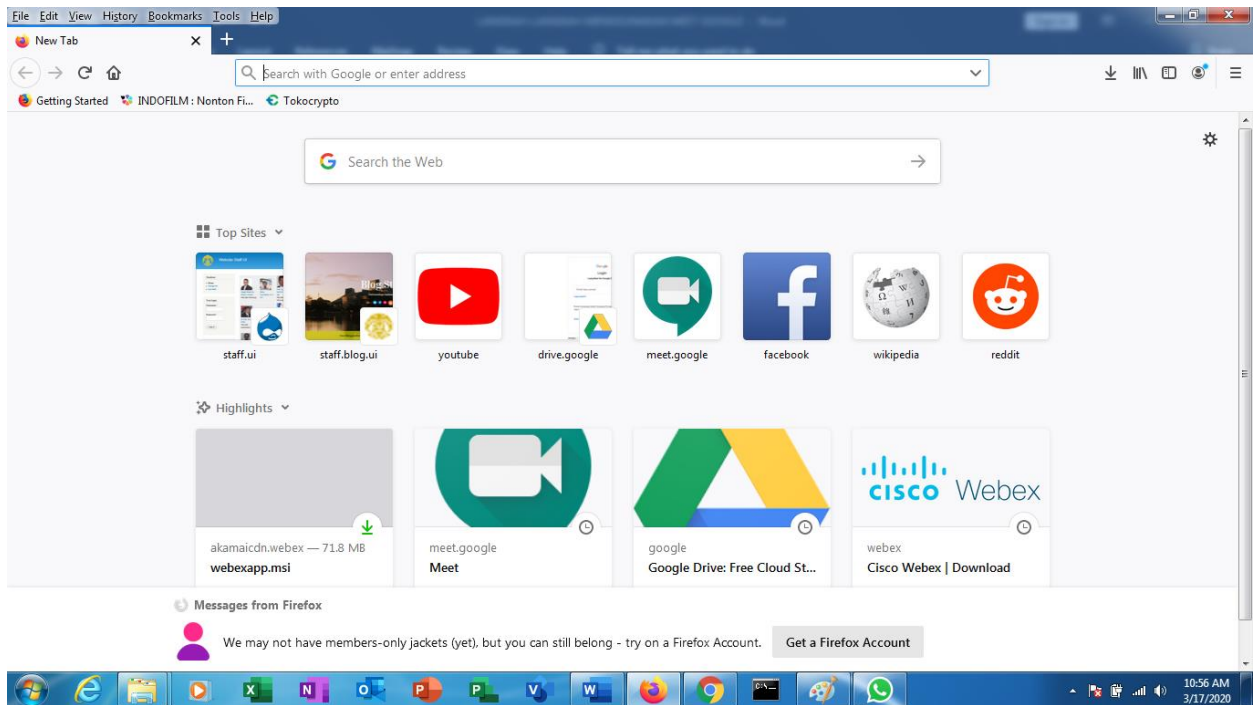 File Edit View History Bookmarks Tools Help
New Tab
Search with Google or enter address
Getting Started INDOFILM : Nonton Fi... Tokocrypto
Search the Web
Top Sites
staff.ui staff.blog.ui youtube drive.google meet.google facebook wikipedia reddit
Highlights
cisco Webex
akamaicdn.webex — 71.8 MB
webexapp.msi
meet.google
Meet
google
Google Drive: Free Cloud St...
webex
Cisco Webex | Download
Messages from Firefox
We may not have members-only jackets (yet), but you can still belong - try on a Firefox Account. Get a Firefox Account
10:56 AM
3/17/2020